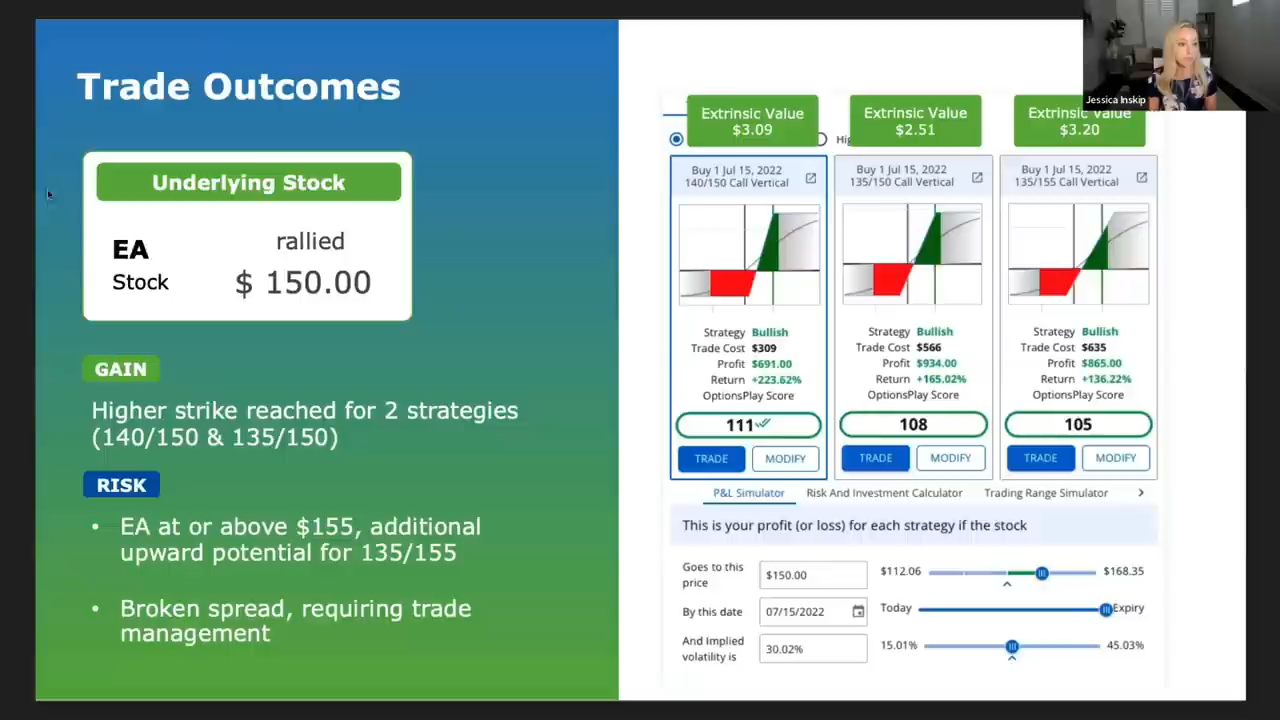 Trade Outcomes
Underlying Stock
EA
Stock
rallied
$ 150.00
GAIN
Higher strike reached for 2 strategies
(140/150 & 135/150)
RISK
• EA at or above $155, additional
upward potential for 135/155
• Broken spread, requiring trade
management
Jessica Inskip
Extrinsic Value
$3.09
Extrinsic Value
$2.51
Extrinsic Value
$3.20
Buy 1 Jul 15, 2022
140/150 Call Vertical
Strategy Bullish
Trade Cost $309
Profit $691.00
Return +223.62%
OptionsPlay Score
111
TRADE MODIFY
Buy 1 Jul 15, 2022
135/150 Call Vertical
Strategy Bullish
Trade Cost $566
Profit $934.00
Return +165.02%
OptionsPlay Score
108
TRADE MODIFY
Buy 1 Jul 15, 2022
135/155 Call Vertical
Strategy Bullish
Trade Cost $635
Profit $865.00
Return +136.22%
OptionsPlay Score
105
TRADE MODIFY
P&L Simulator Risk And Investment Calculator Trading Range Simulator
This is your profit (or loss) for each strategy if the stock
Goes to this
price
$150.00
$112.06 $168.35
By this date
07/15/2022
Today Expiry
And Implied
volatility is
30.02%
15.01% 45.03%